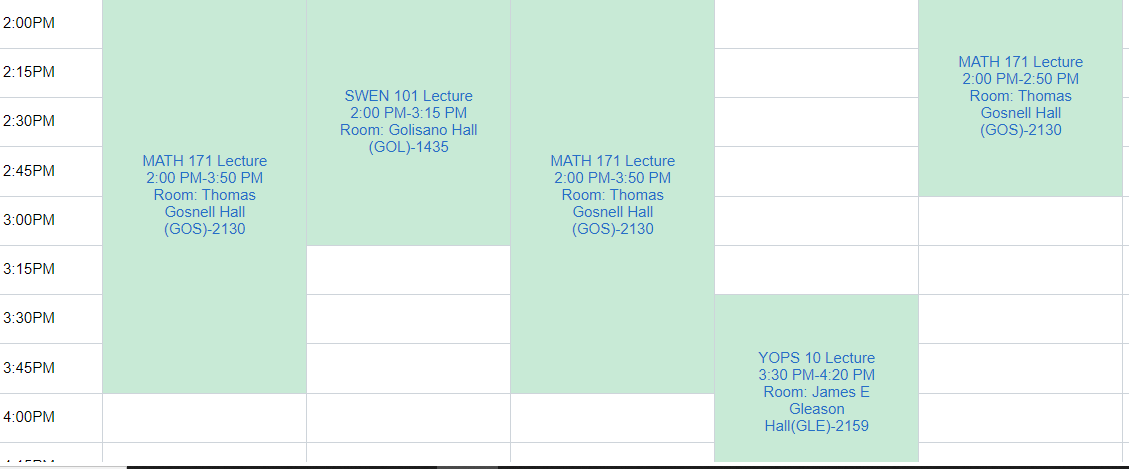 2:00PM
2:15PM
2:30PM
2:45PM
3:00PM
3:15PM
3:30PM
3:45PM
4:00PM
MATH 171 Lecture
2:00 PM-3:50 PM
Room: Thomas
Gosnell Hall
(GOS)-2130
SWEN 101 Lecture
2:00 PM-3:15 PM
Room: Golisano Hall
(GOL)-1435
MATH 171 Lecture
2:00 PM-3:50 PM
Room: Thomas
Gosnell Hall
(GOS)-2130
YOPS 10 Lecture
3:30 PM-4:20 PM
Room: James E
Gleason
Hall(GLE)-2159
MATH 171 Lecture
2:00 PM-2:50 PM
Room: Thomas
Gosnell Hall
(GOS)-2130